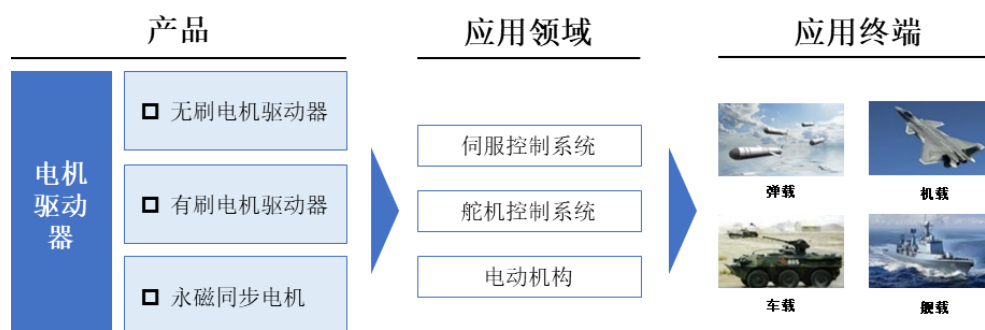 产品
应用领域
应用终端
电机
驱动
器
无刷电机驱动器
有刷电机驱动器
永磁同步电机
伺服控制系统
舵机控制系统
电动机构
弹载
机载
车载
舰载